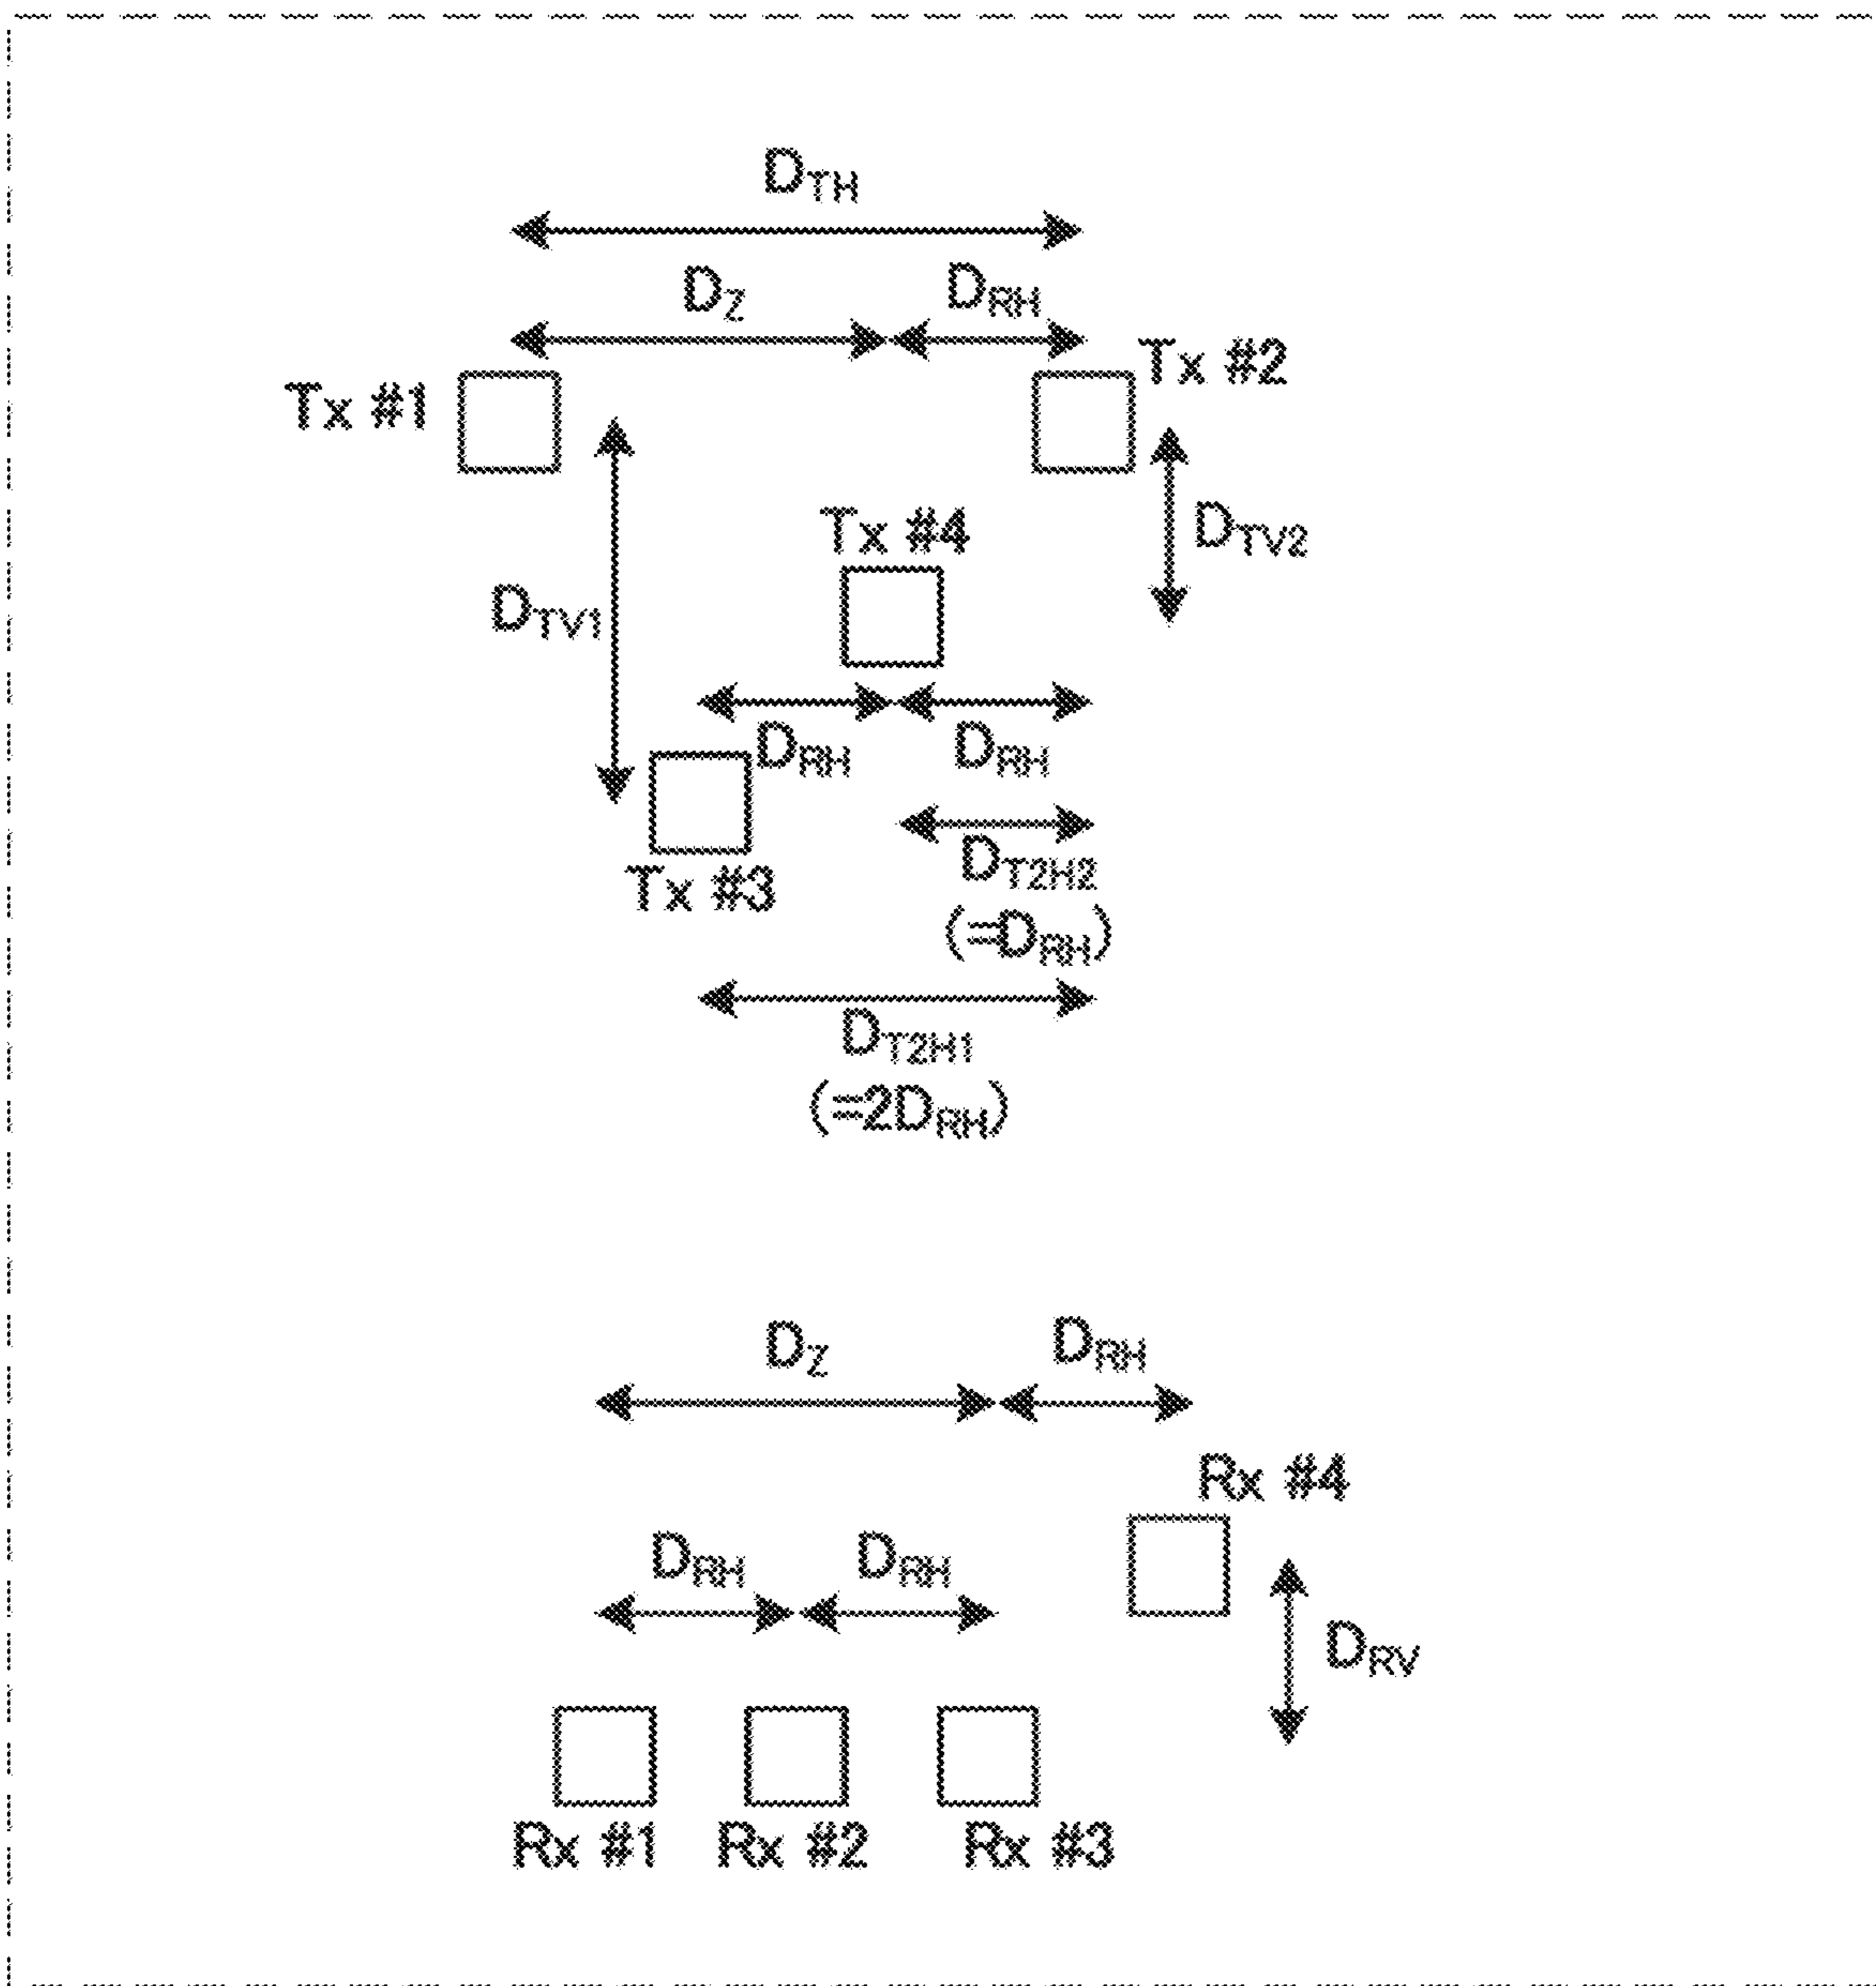 DTH
DZ
DRH
Tx #1
Tx #2
Tx #4
DTV2
DTV1
DRH
DRH
Tx #3
DT2H2
(=DRH)
DT2H1
(=2DRH)
DZ
DRH
Rx #4
DRH
DRH
DRV
Rx #1
Rx #2
Rx #3